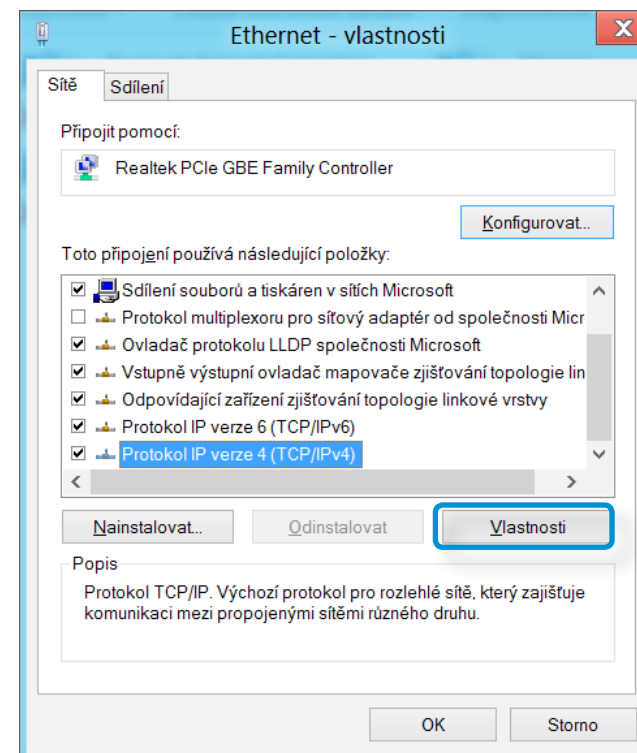 Ethernet - vlastnosti
X
Sítě
Sdílení
Připojit pomocí:
Realtek PCIe GBE Family Controller
Konfigurovat...
Toto připojení používá následující položky:
Sdílení souborů a tiskáren v sítích Microsoft
Protokol multiplexoru pro síťový adaptér od společnosti Micr
Ovladač protokolu LLDP společnosti Microsoft
Vstupně výstupní ovladač mapovače zjišťování topologie lin
Odpovídající zařízení zjišťování topologie linkové vrstvy
Protokol IP verze 6 (TCP/IPv6)
Protokol IP verze 4 (TCP/IPv4)
Nainstalovat...
Odinstalovat
Vlastnosti
Popis
Protokol TCP/IP. Výchozí protokol pro rozlehlé sítě, který zajišťuje
komunikaci mezi propojenými sítěmi různého druhu.
OK
Storno